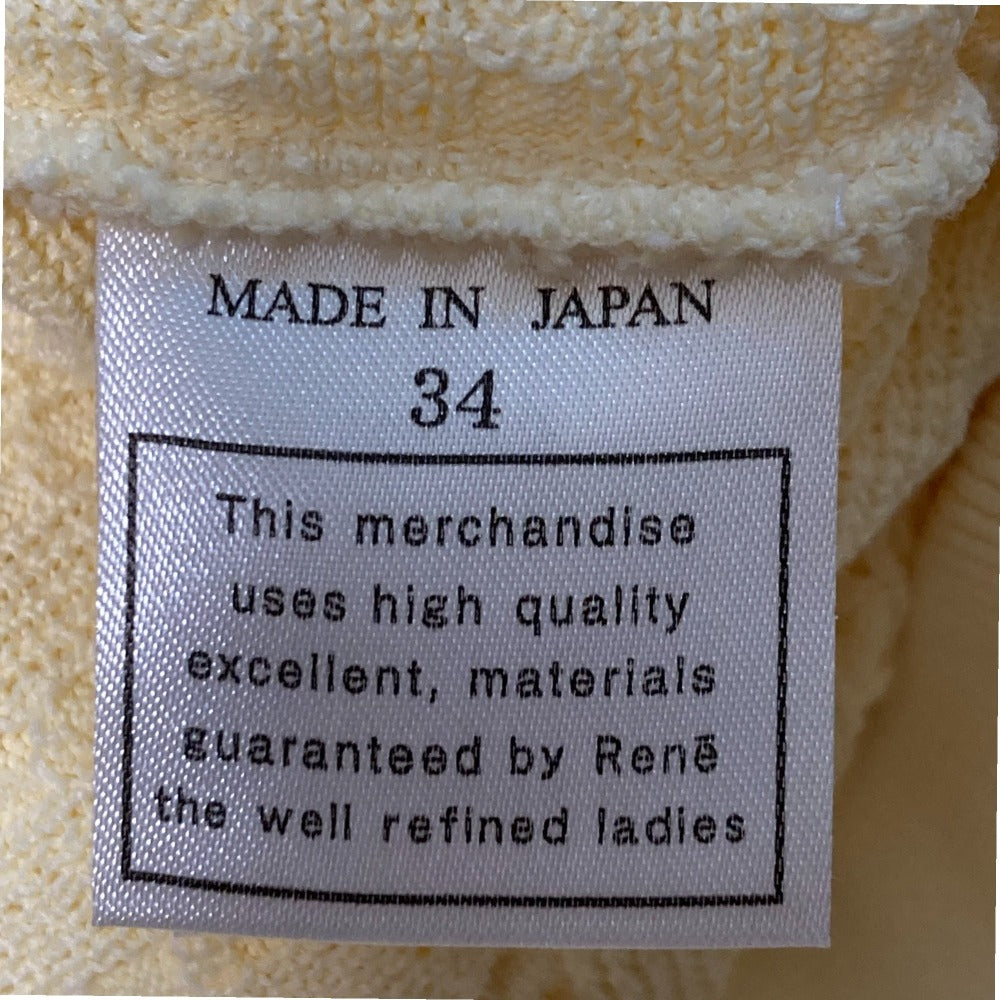 MADE IN JAPAN
34
This merchandise
uses high quality
excellent, materials
guaranteed by Renē
the well refined ladies